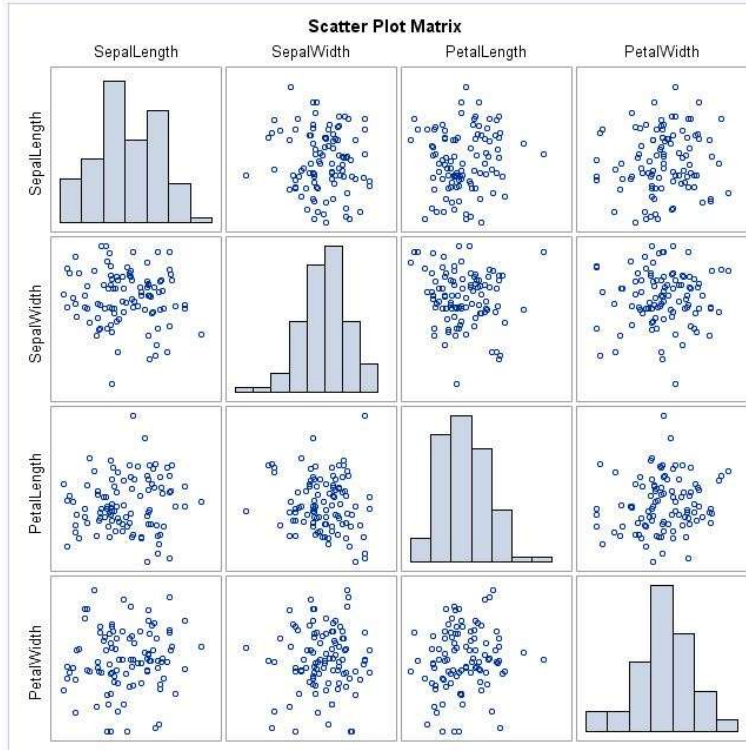 Scatter Plot Matrix
SepalLength SepalWidth PetalLength PetalWidth
SepalLength
SepalWidth
PetalLength
PetalWidth